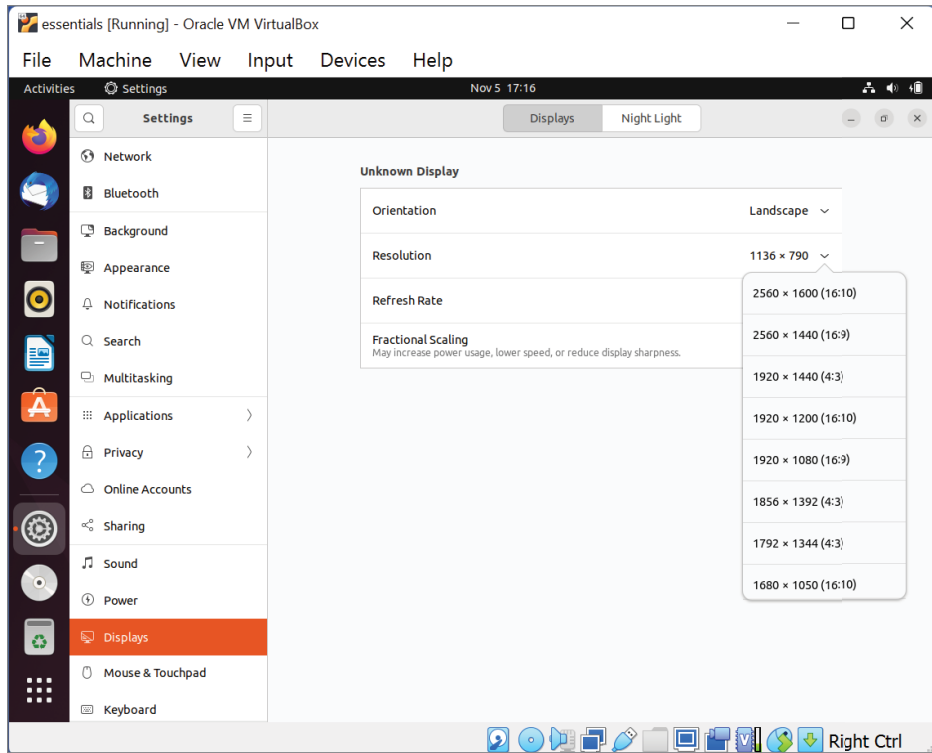 essentials [Running] - Oracle VM VirtualBox
File Machine View Input Devices Help
Activities Settings Nov 5 17:16
Settings
Displays Night Light
Network
Bluetooth
Background
Appearance
Notifications
Search
Multitasking
Applications
Privacy
Online Accounts
Sharing
Sound
Power
Displays
Mouse & Touchpad
Keyboard
Unknown Display
Orientation Landscape
Resolution 1136 × 790
Refresh Rate
Fractional Scaling
May increase power usage, lower speed, or reduce display sharpness.
2560 × 1600 (16:10)
2560 × 1440 (16:9)
1920 × 1440 (4:3)
1920 × 1200 (16:10)
1920 × 1080 (16:9)
1856 × 1392 (4:3)
1792 × 1344 (4:3)
1680 × 1050 (16:10)
Right Ctrl